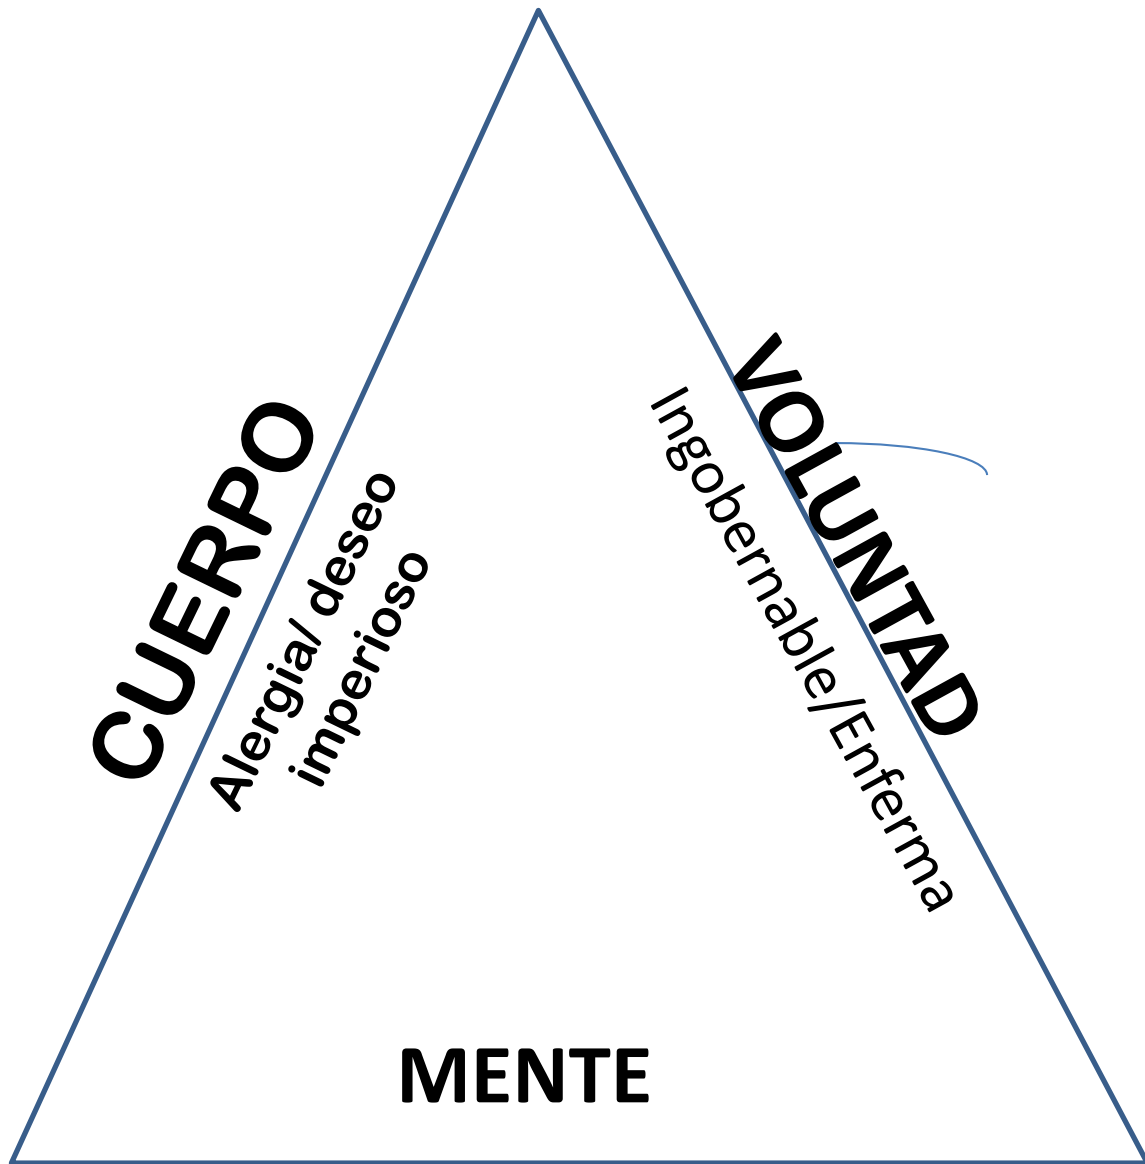 CUERPO
Alergia/ deseo
imperioso
VOLUNTAD
Ingobernable/Enferma
MENTE